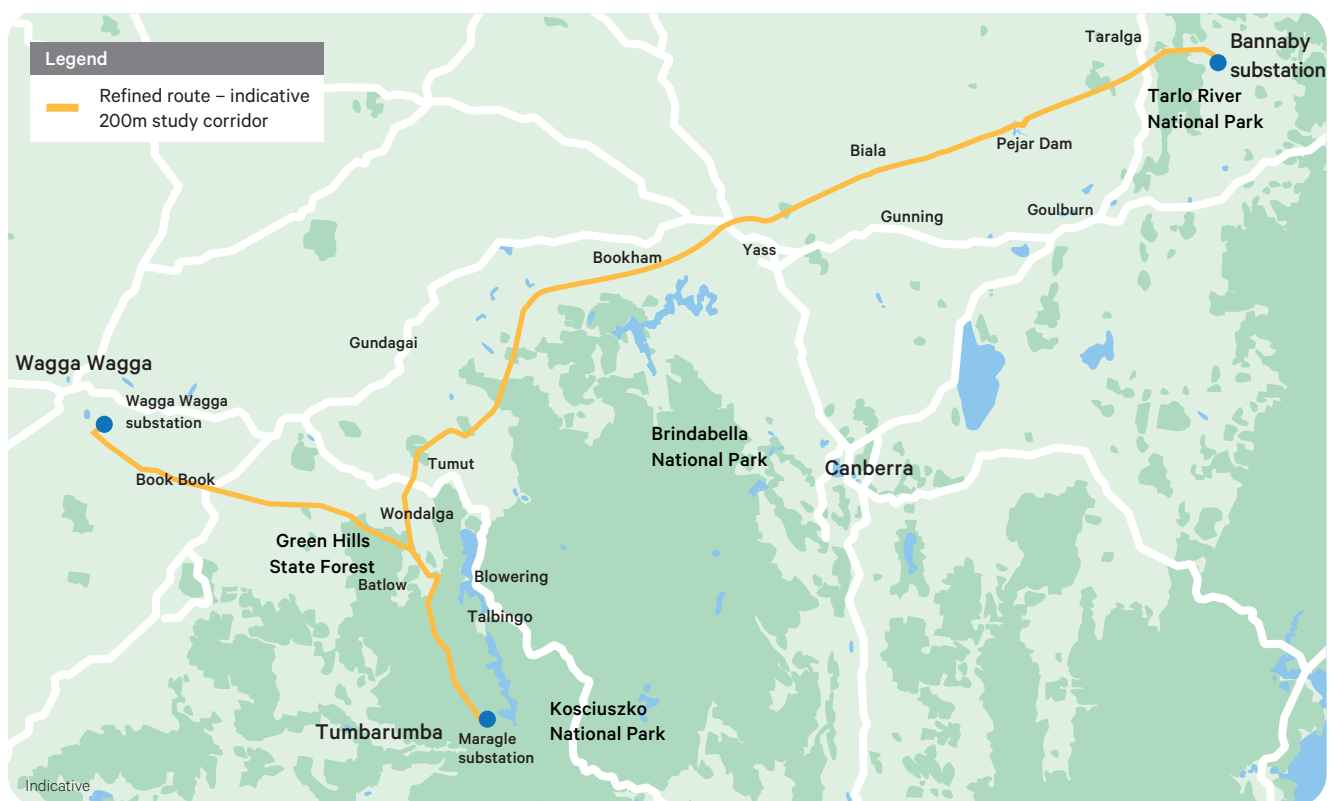 Legend
Refined route – indicative
200m study corridor
Taralga
Bannaby
substation
Tarlo River
National Park
Pejar Dam
Biala
Goulburn
Gunning
Yass
Bookham
Gundagai
Wagga Wagga
Wagga Wagga
substation
Brindabella
National Park
Canberra
Tumut
Book Book
Wondalga
Green Hills
State Forest
Batlow
Blowering
Talbingo
Kosciuszko
National Park
Tumbarumba
Maragle
substation
Indicative